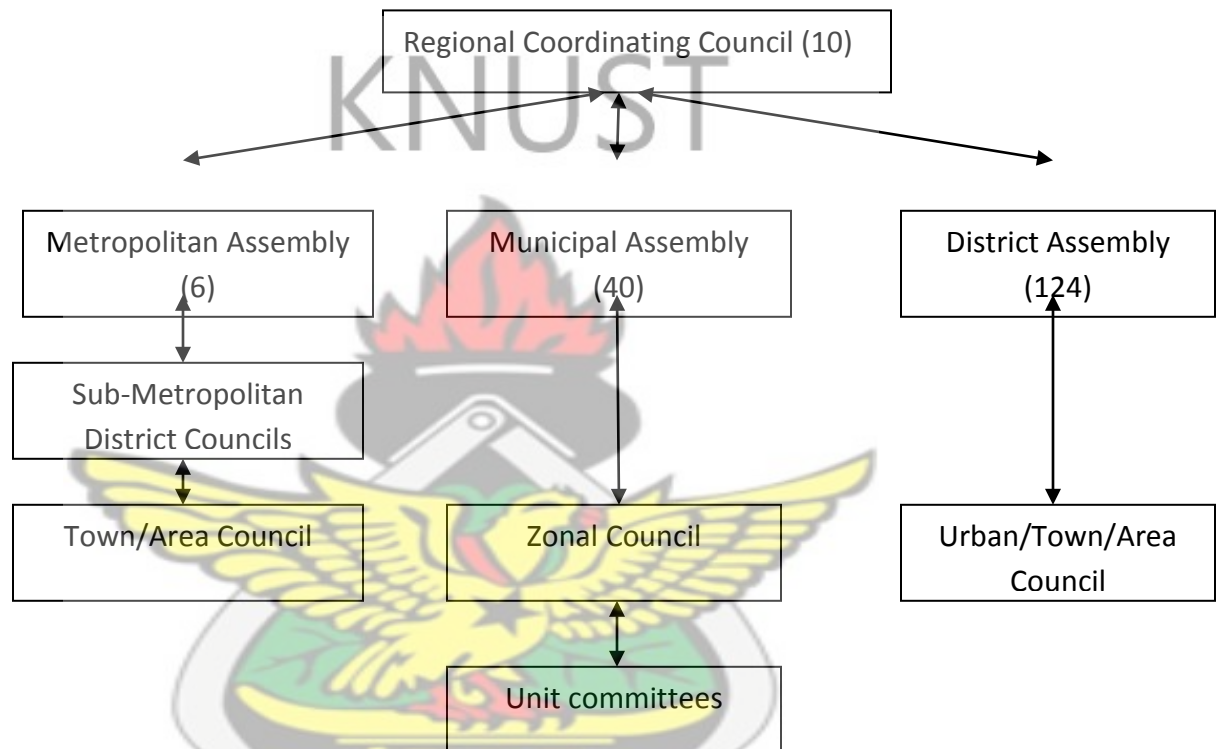 Regional Coordinating Council (10)
KNUST
Metropolitan Assembly
(6)
Municipal Assembly
(40)
District Assembly
(124)
Sub-Metropolitan
District Councils
Town/Area Council
Zonal Council
Urban/Town/Area
Council
Unit committees